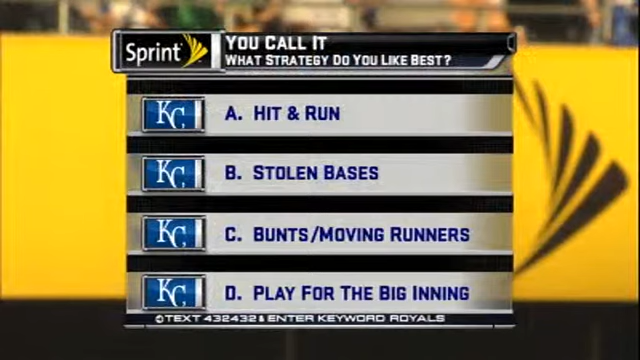 Sprint
YOU CALL IT
WHAT STRATEGY DO YOU LIKE BEST?
KC A. HIT & RUN
KC B. STOLEN BASES
KC C. BUNTS/MOVING RUNNERS
KC D. PLAY FOR THE BIG INNING
TEXT 432432 & ENTER KEYWORD ROYALS